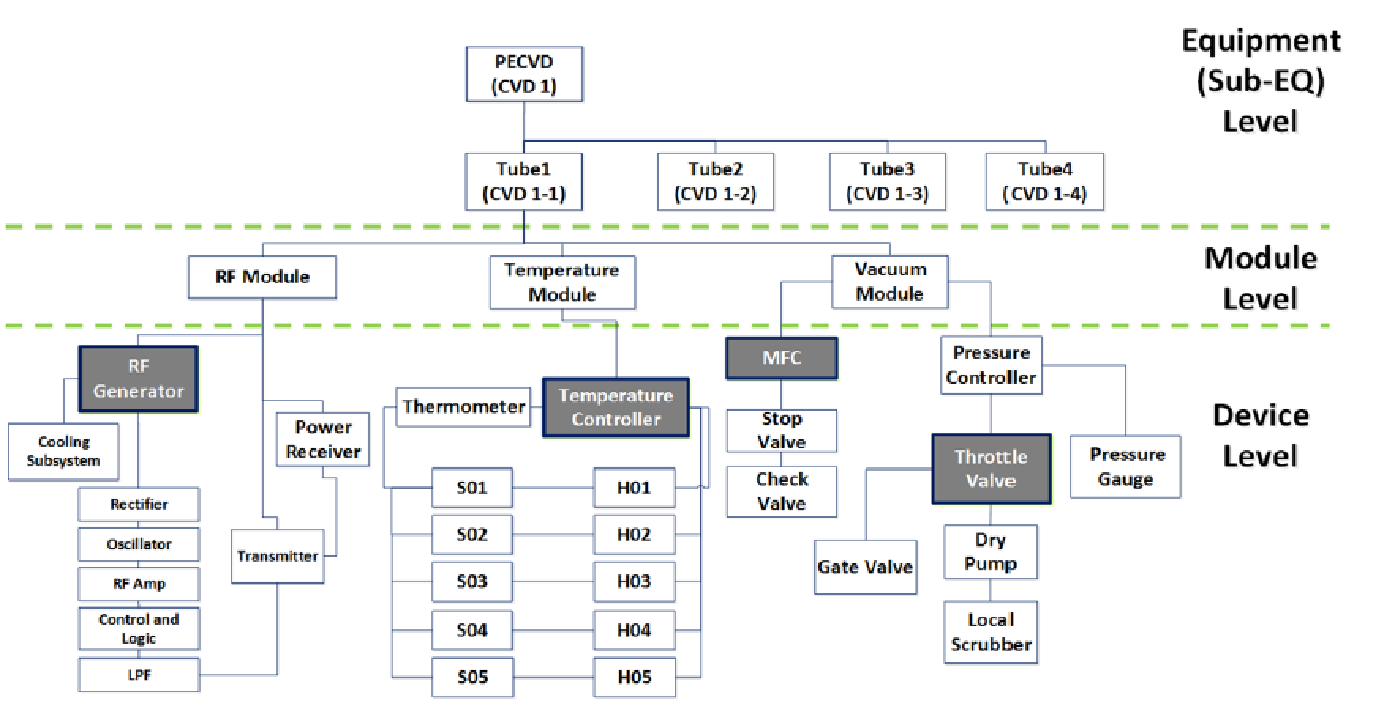 Equipment
(Sub-EQ)
Level
PECVD
(CVD 1)
Tube1
(CVD 1-1)
Tube2
(CVD 1-2)
Tube3
(CVD 1-3)
Tube4
(CVD 1-4)
Module
Level
RF Module
Temperature
Module
Vacuum
Module
Device
Level
RF
Generator
Cooling
Subsystem
Rectifier
Oscillator
RF Amp
Control and
Logic
LPF
Power
Receiver
Transmitter
Thermometer
Temperature
Controller
S01
H01
S02
H02
S03
H03
S04
H04
S05
H05
MFC
Stop
Valve
Check
Valve
Pressure
Controller
Throttle
Valve
Pressure
Gauge
Gate Valve
Dry
Pump
Local
Scrubber